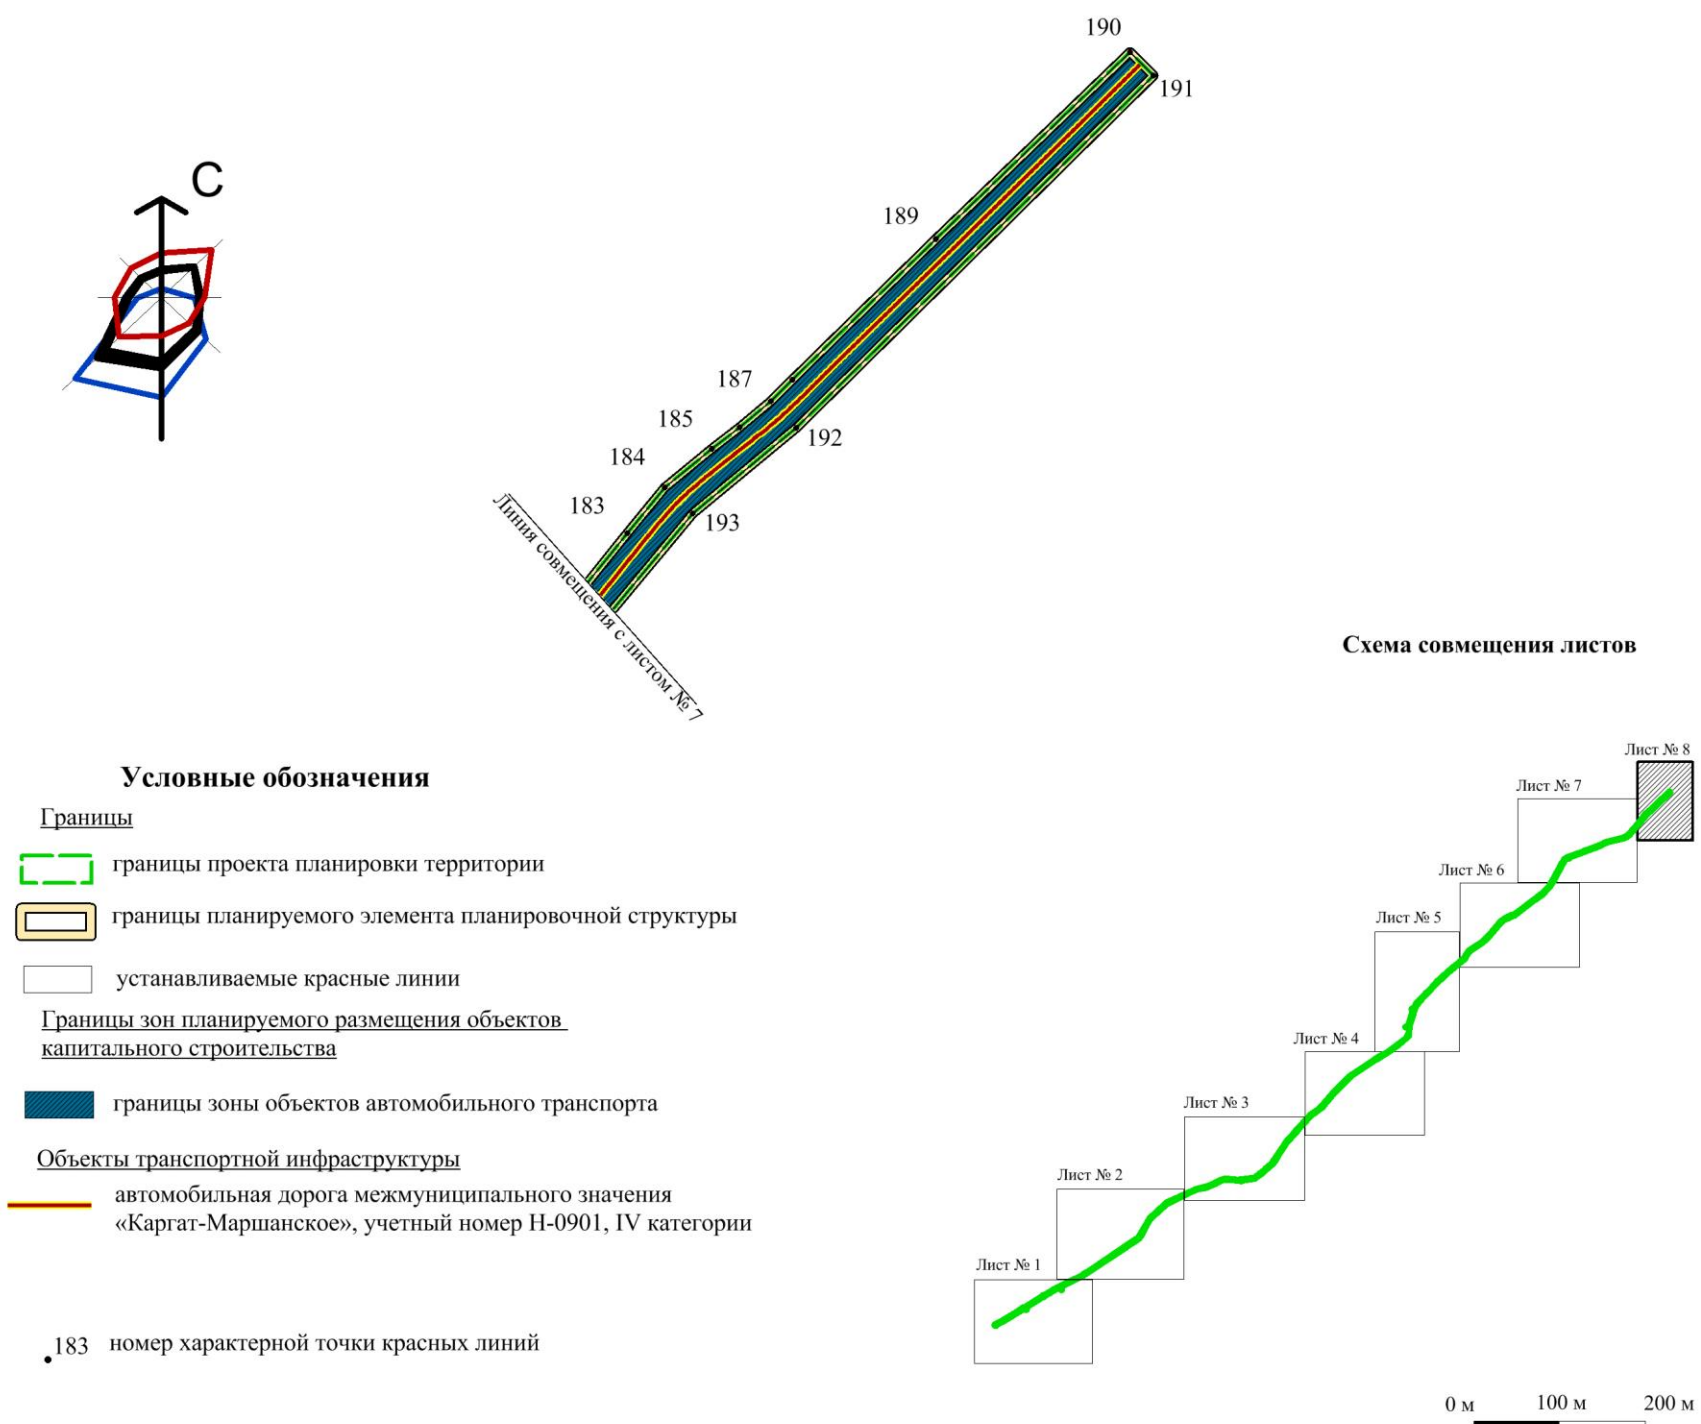 190
191
С
189
187
185
192
184
183
193
Линия совмещения с листом № 7
Схема совмещения листов
Лист № 8
Условные обозначения
Лист № 7
Границы
границы проекта планировки территории
Лист № 6
границы планируемого элемента планировочной структуры
Лист № 5
устанавливаемые красные линии
Границы зон планируемого размещения объектов
капитального строительства
Лист № 4
границы зоны объектов автомобильного транспорта
Лист № 3
Объекты транспортной инфраструктуры
Лист № 2
автомобильная дорога межмуниципального значения
«Каргат-Маршанское», учетный номер Н-0901, IV категории
Лист № 1
183 номер характерной точки красных линий
0 м 100 м 200 м